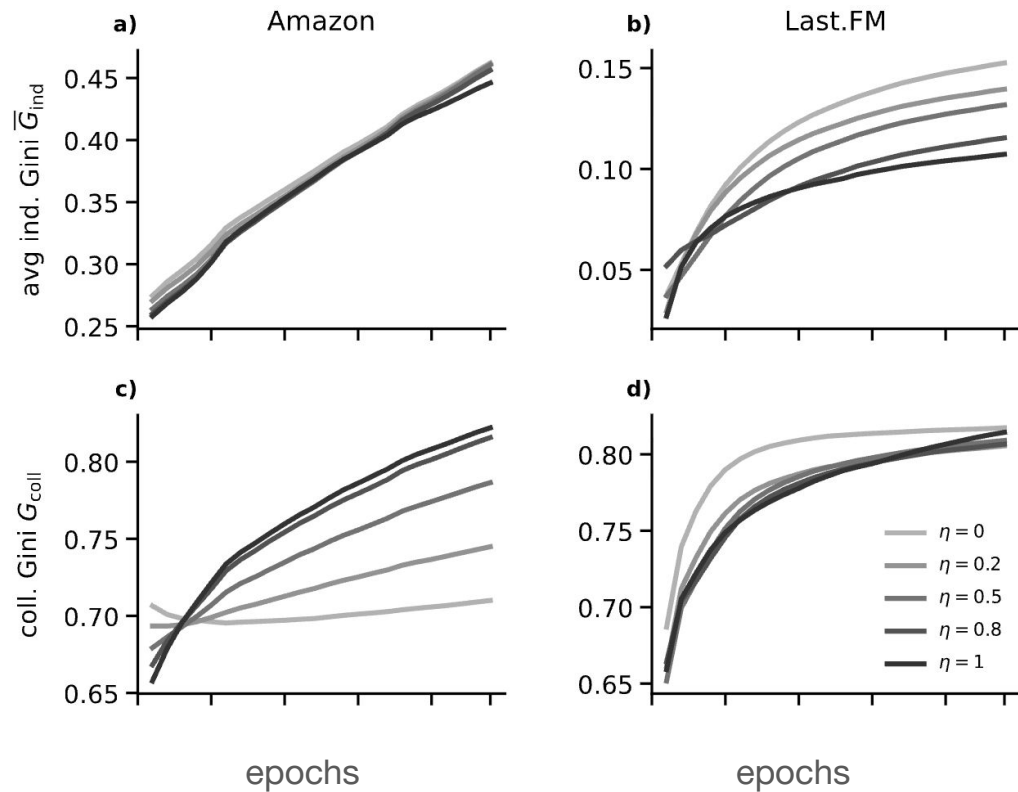 a) Amazon
b) Last.FM
avg ind. Gini G̅ind
0.45
0.40
0.35
0.30
0.25
0.15
0.10
0.05
c)
d)
coll. Gini Gcoll
0.80
0.75
0.70
0.65
0.80
0.75
0.70
0.65
η = 0
η = 0.2
η = 0.5
η = 0.8
η = 1
epochs
epochs